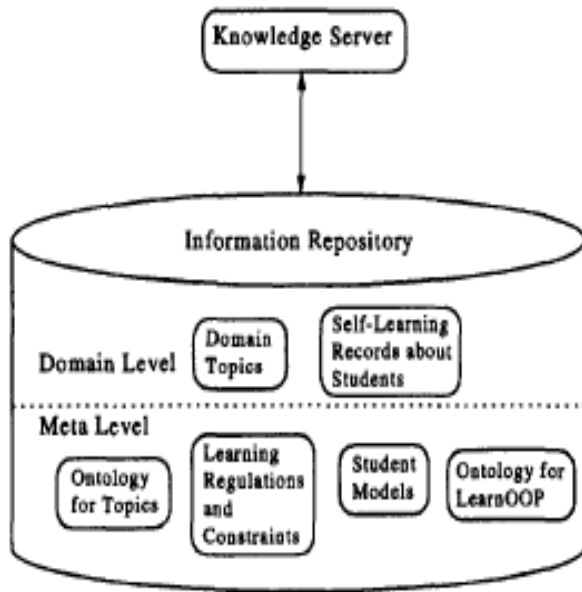 Knowledge Server
Information Repository
Domain Level
Domain
Topics
Self-Learning
Records about
Students
Meta Level
Ontology
for Topics
Learning
Regulations
and
Constraints
Student
Models
Ontology for
LearnOOP